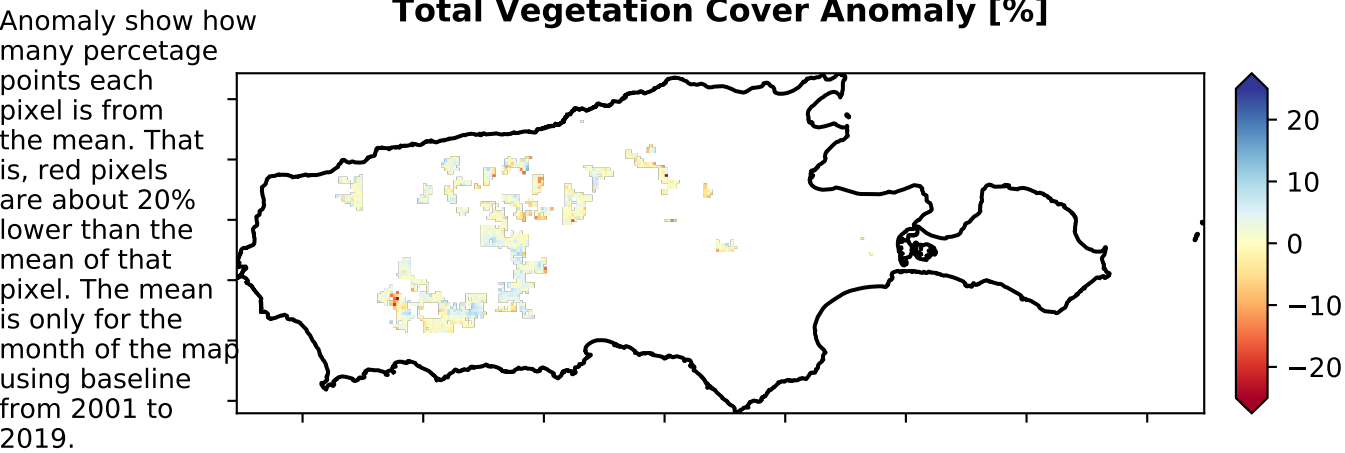 Total Vegetation Cover Anomaly [%]
Anomaly show how
many percetage
points each
pixel is from
the mean. That
is, red pixels
are about 20%
lower than the
mean of that
pixel. The mean
is only for the
month of the map
using baseline
from 2001 to
2019.
20
10
0
−10
−20